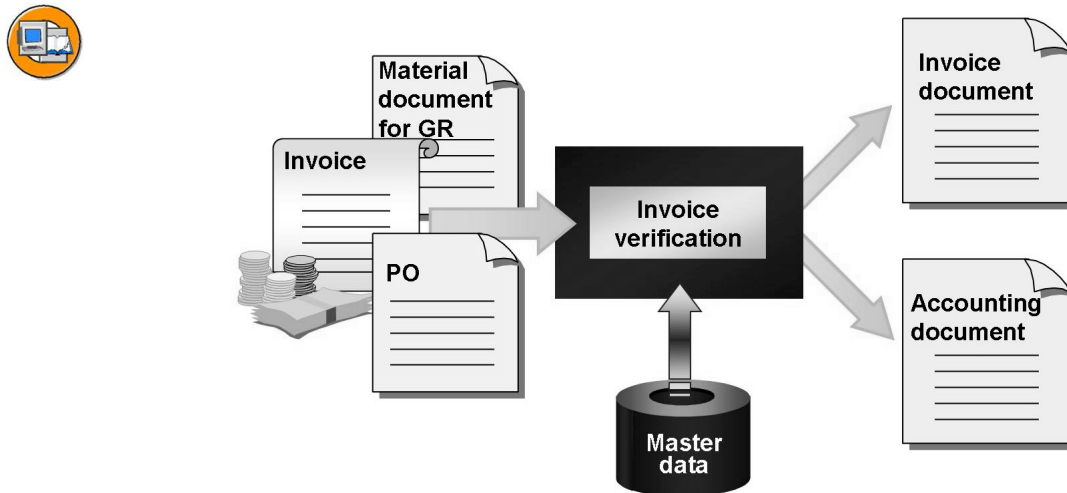 Material
document
for GR
Invoice
PO
Invoice
verification
Master
data
Invoice
document
Accounting
document